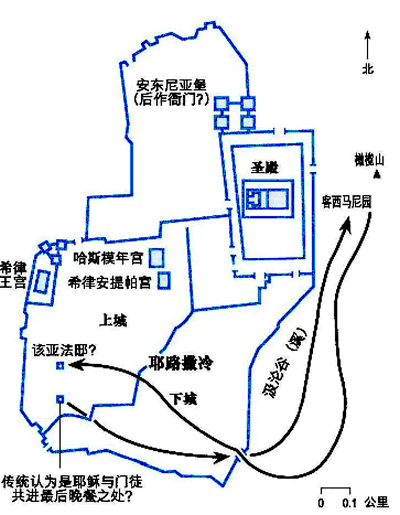 安东尼亚堡
(后作衙门?)
北
圣殿
橄榄山
客西马尼园
希律
王宫
哈斯模年宫
希律安提帕宫
上城
该亚法邸?
耶路撒冷
下城
汲沦谷(溪)
传统认为是耶稣与门徒
共进最后晚餐之处?
0 0.1 公里